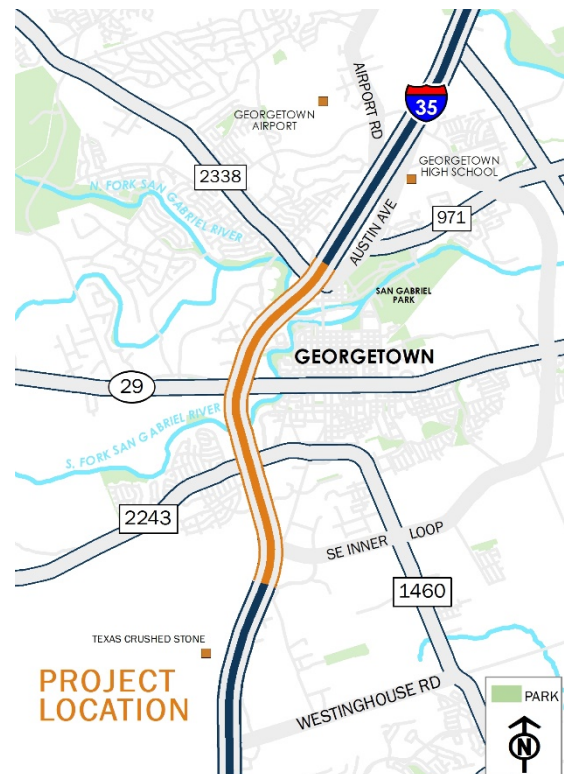 AIRPORT RD
35
GEORGETOWN
AIRPORT
GEORGETOWN
HIGH SCHOOL
2338
N. FORK SAN GABRIEL RIVER
971
AUSTIN AVE
SAN GABRIEL
PARK
GEORGETOWN
29
S. FORK SAN GABRIEL RIVER
2243
SE INNER LOOP
1460
TEXAS CRUSHED STONE
PROJECT
LOCATION
WESTINGHOUSE RD
PARK
N